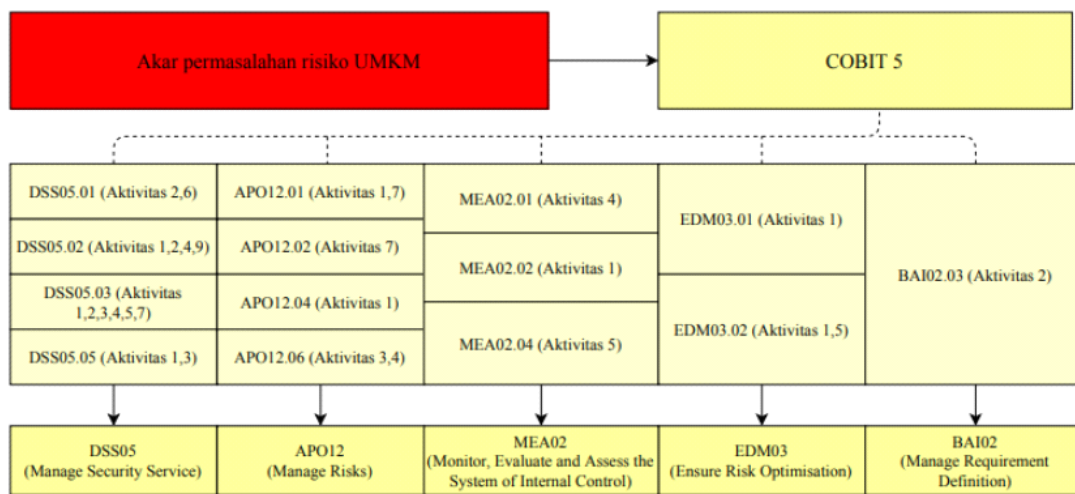 Akar permasalahan risiko UMKM
COBIT 5
DSS05.01 (Aktivitas 2,6)
DSS05.02 (Aktivitas 1,2,4,9)
DSS05.03 (Aktivitas
1,2,3,4,5,7)
DSS05.05 (Aktivitas 1,3)
APO12.01 (Aktivitas 1,7)
APO12.02 (Aktivitas 7)
APO12.04 (Aktivitas 1)
APO12.06 (Aktivitas 3,4)
MEA02.01 (Aktivitas 4)
MEA02.02 (Aktivitas 1)
MEA02.04 (Aktivitas 5)
EDM03.01 (Aktivitas 1)
EDM03.02 (Aktivitas 1,5)
BAI02.03 (Aktivitas 2)
DSS05
(Manage Security Service)
APO12
(Manage Risks)
MEA02
(Monitor, Evaluate and Assess the
System of Internal Control)
EDM03
(Ensure Risk Optimisation)
BAI02
(Manage Requirement
Definition)